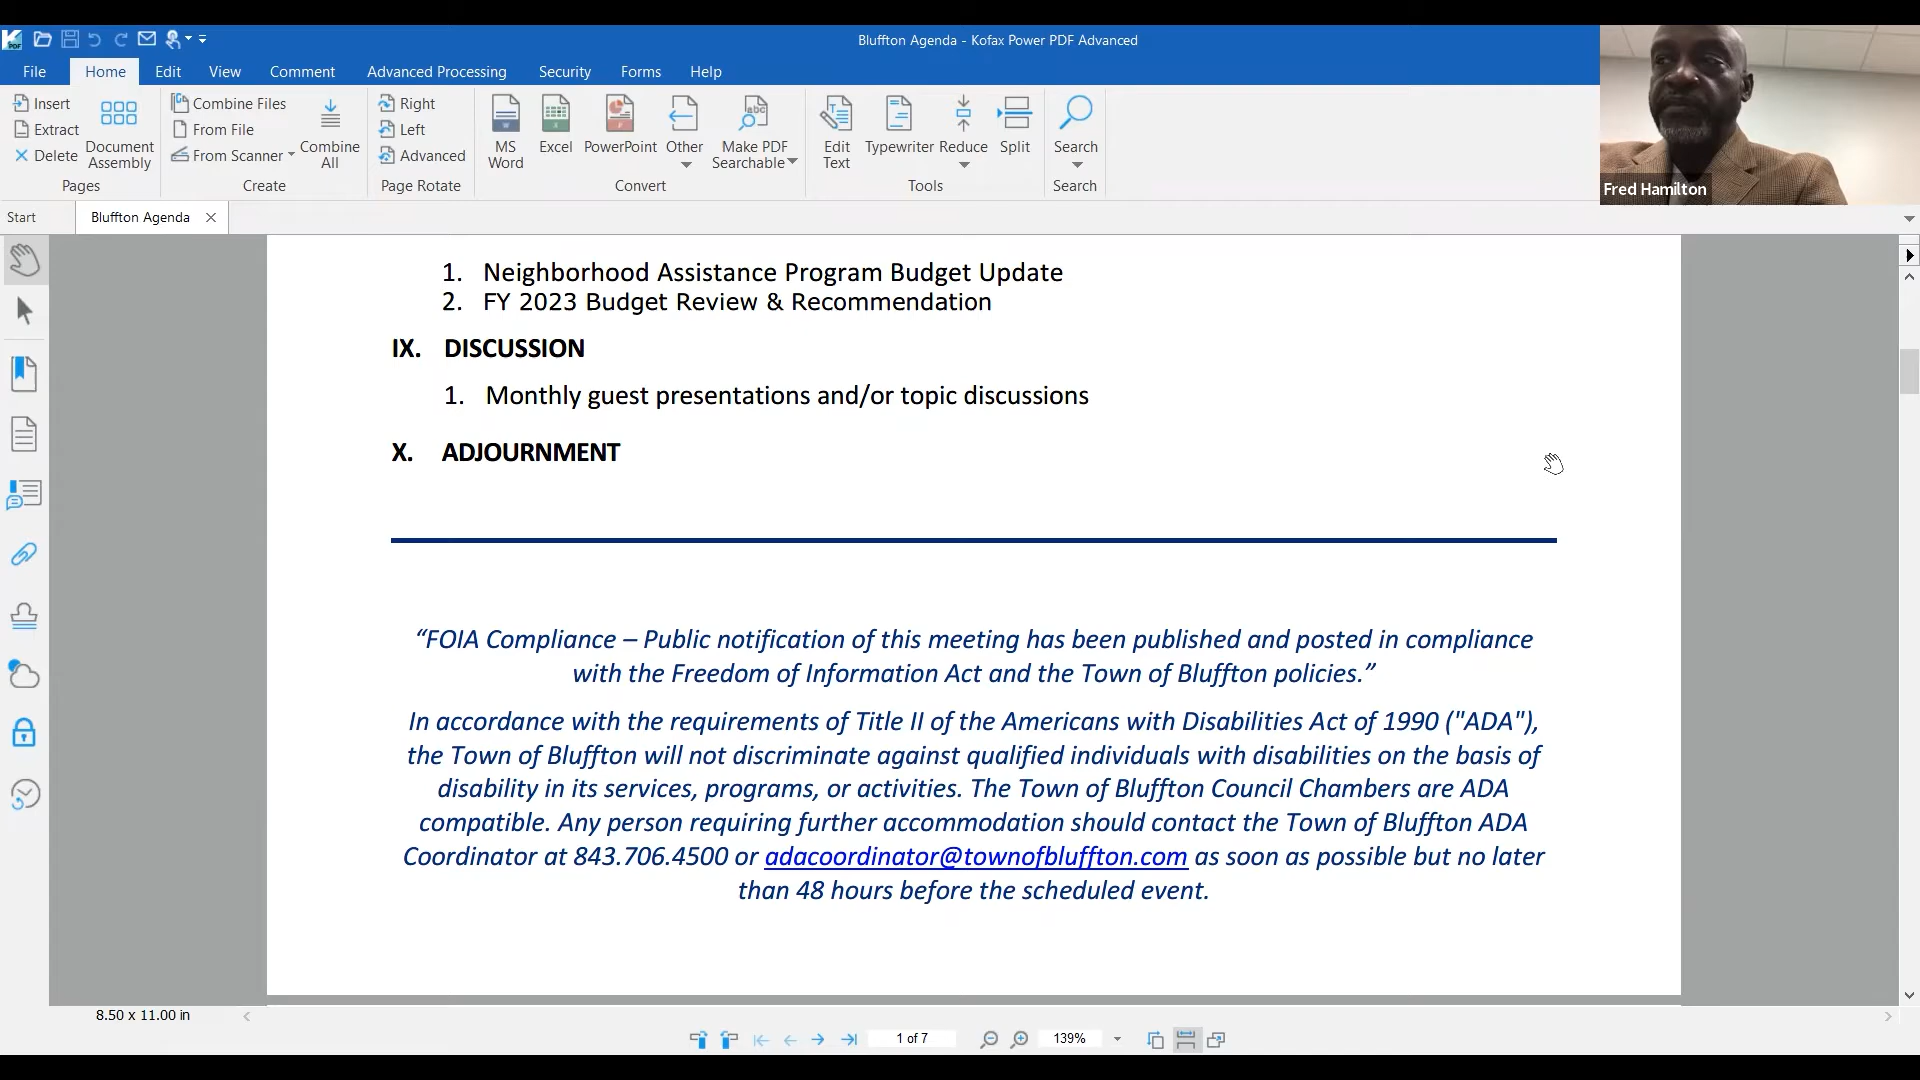 Bluffton Agenda - Kofax Power PDF Advanced
File Home Edit View Comment Advanced Processing Security Forms Help
Insert
Extract
Delete
Document
Assembly
Pages
Combine Files
From File
From Scanner
Combine
All
Create
Right
Left
Advanced
Page Rotate
MS
Word
Excel
PowerPoint
Other
Make PDF
Searchable
Convert
Edit
Text
Typewriter
Reduce
Split
Tools
Search
Search
Fred Hamilton
Start
Bluffton Agenda
1. Neighborhood Assistance Program Budget Update
2. FY 2023 Budget Review & Recommendation
IX. DISCUSSION
1. Monthly guest presentations and/or topic discussions
X. ADJOURNMENT
“FOIA Compliance – Public notification of this meeting has been published and posted in compliance
with the Freedom of Information Act and the Town of Bluffton policies.”
In accordance with the requirements of Title II of the Americans with Disabilities Act of 1990 ("ADA"),
the Town of Bluffton will not discriminate against qualified individuals with disabilities on the basis of
disability in its services, programs, or activities. The Town of Bluffton Council Chambers are ADA
compatible. Any person requiring further accommodation should contact the Town of Bluffton ADA
Coordinator at 843.706.4500 or adacoordinator@townofbluffton.com as soon as possible but no later
than 48 hours before the scheduled event.
8.50 x 11.00 in
1 of 7
139%